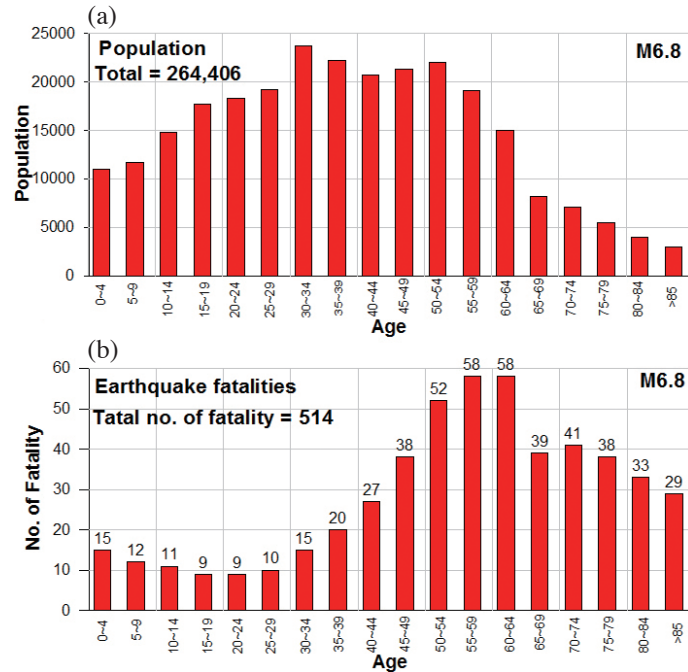 (a)
Population
Total = 264,406
M6.8
25000
20000
15000
10000
5000
0
Population
0~4 5~9 10~14 15~19 20~24 25~29 30~34 35~39 40~44 45~49 50~54 55~59 60~64 65~69 70~74 75~79 80~84 >85
Age
(b)
Earthquake fatalities
Tatal no. of fatality = 514
M6.8
60
50
40
30
20
10
0
No. of Fatality
15 12 11 9 9 10 15 20 27 38 52 58 58 39 41 38 33 29
0~4 5~9 10~14 15~19 20~24 25~29 30~34 35~39 40~44 45~49 50~54 55~59 60~64 65~69 70~74 75~79 80~84 >85
Age